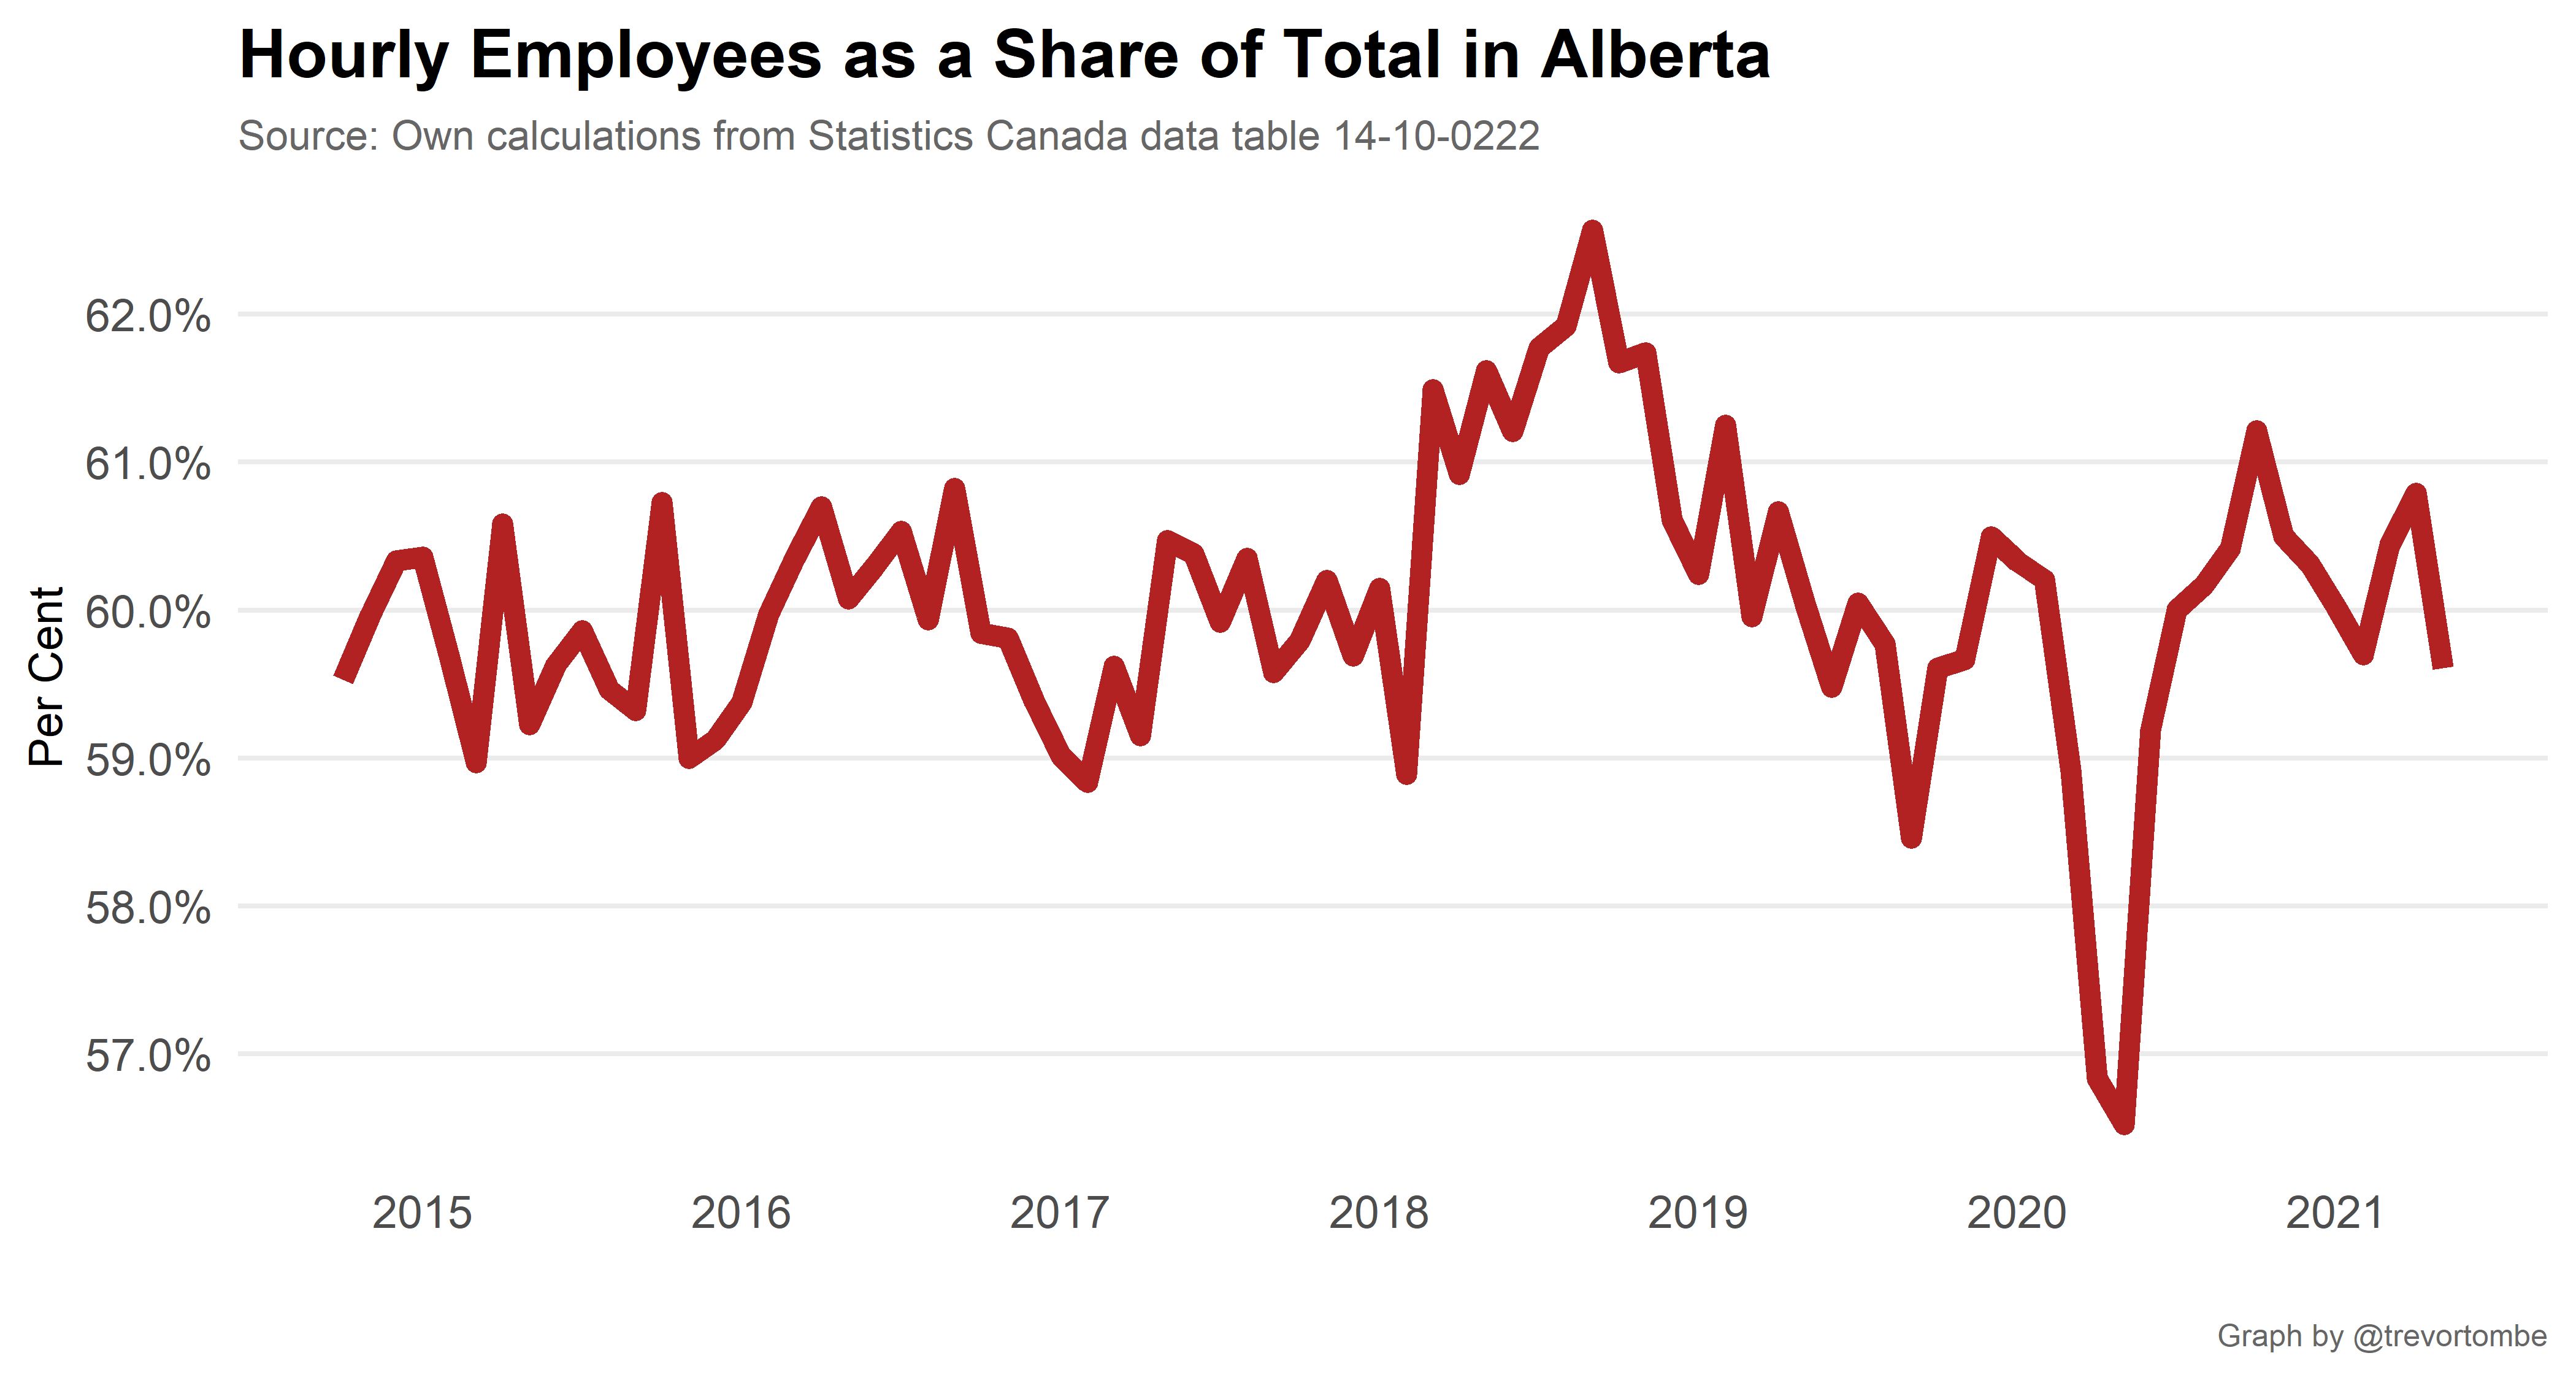 Hourly Employees as a Share of Total in Alberta
Source: Own calculations from Statistics Canada data table 14-10-0222
Per Cent
62.0%
61.0%
60.0%
59.0%
58.0%
57.0%
2015 2016 2017 2018 2019 2020 2021
Graph by @trevortombe